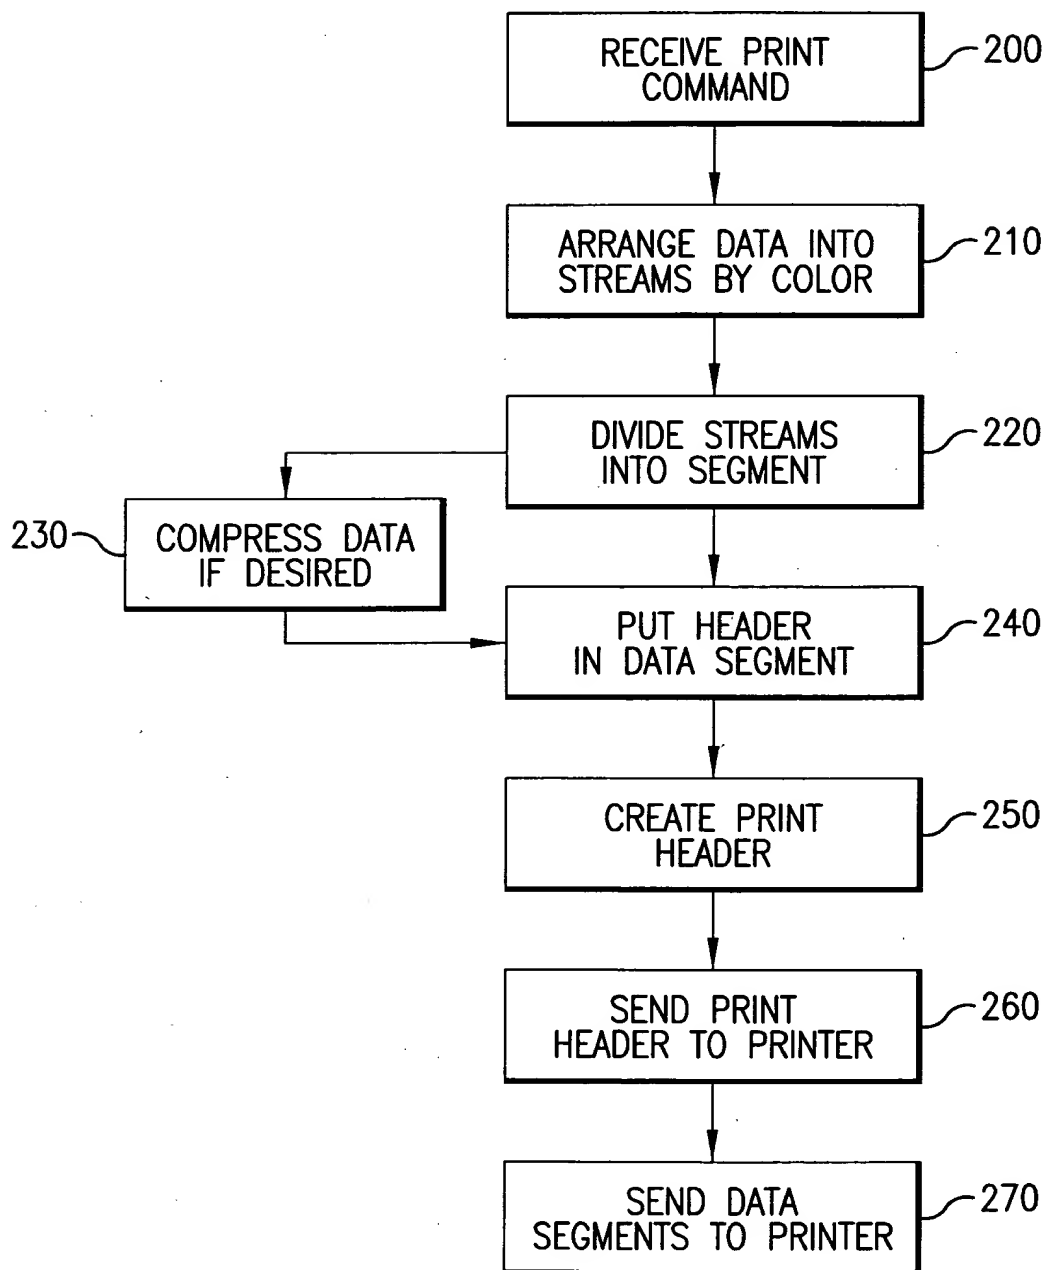 RECEIVE PRINT
COMMAND
200
ARRANGE DATA INTO
STREAMS BY COLOR
210
DIVIDE STREAMS
INTO SEGMENT
220
230
COMPRESS DATA
IF DESIRED
PUT HEADER
IN DATA SEGMENT
240
CREATE PRINT
HEADER
250
SEND PRINT
HEADER TO PRINTER
260
SEND DATA
SEGMENTS TO PRINTER
270